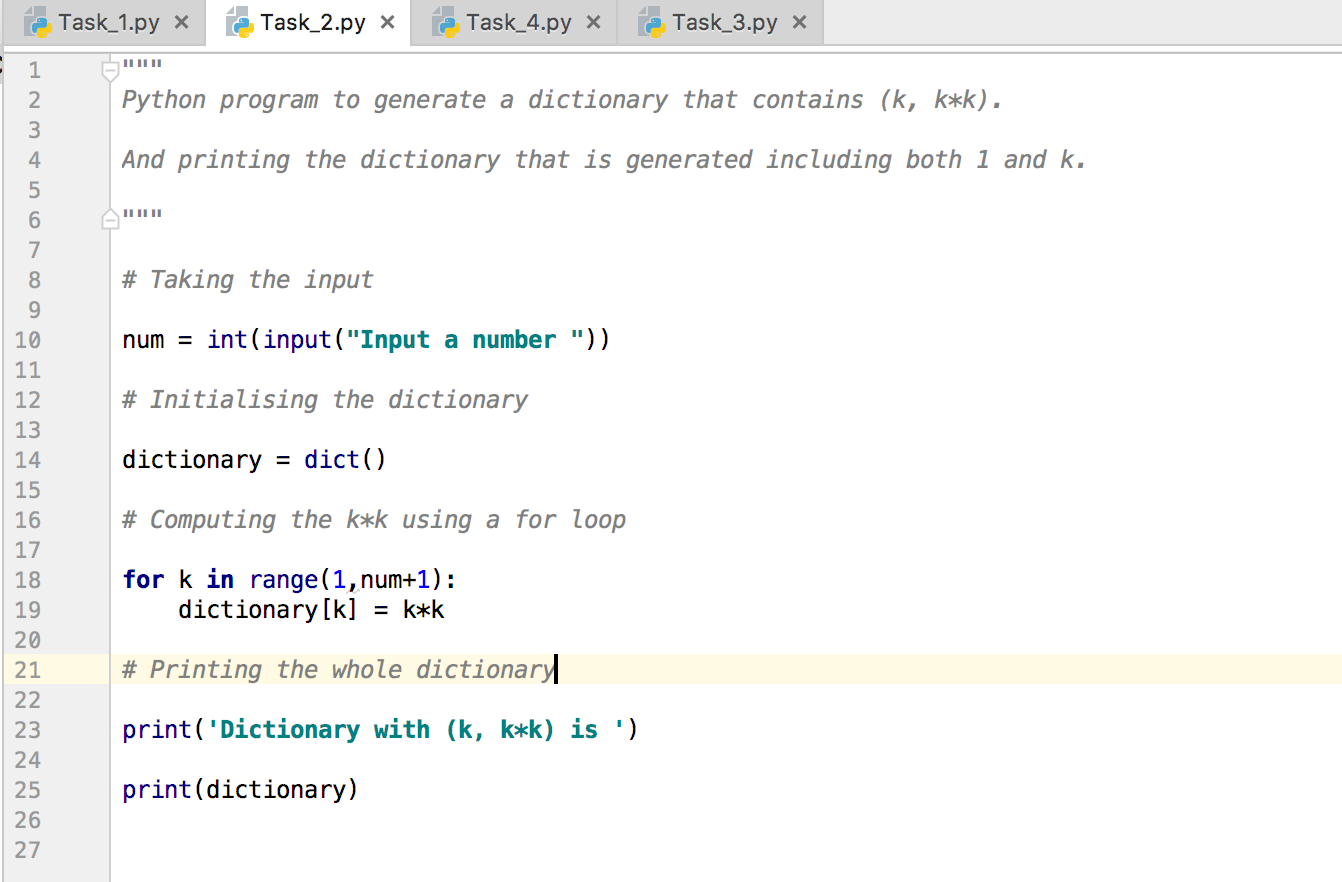 Task_1.py × Task_2.py × Task_4.py × Task_3.py ×
1 """
2 Python program to generate a dictionary that contains (k, k*k).
3
4 And printing the dictionary that is generated including both 1 and k.
5
6 """
7
8 # Taking the input
9
10 num = int(input("Input a number "))
11
12 # Initialising the dictionary
13
14 dictionary = dict()
15
16 # Computing the k*k using a for loop
17
18 for k in range(1,num+1):
19     dictionary[k] = k*k
20
21 # Printing the whole dictionary
22
23 print('Dictionary with (k, k*k) is ')
24
25 print(dictionary)
26
27